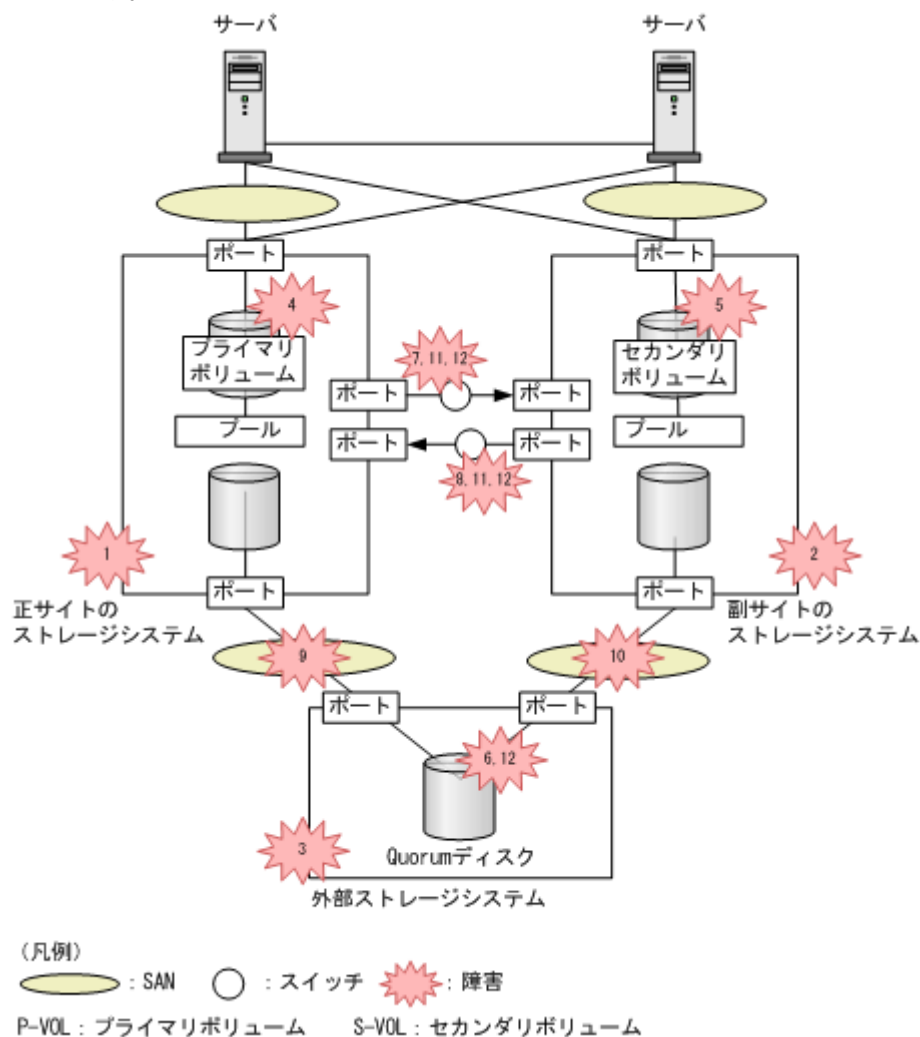 サーバ
サーバ
ポート
ポート
4
5
プライマリ
ボリューム
セカンダリ
ボリューム
7,11,12
ポート
ポート
プール
プール
ポート
ポート
8,11,12
1
2
ポート
ポート
正サイトの
ストレージシステム
副サイトの
ストレージシステム
9
10
ポート
ポート
6,12
3
Quorumディスク
外部ストレージシステム
(凡例)
:SAN :スイッチ :障害
P-VOL:プライマリボリューム S-VOL:セカンダリボリューム